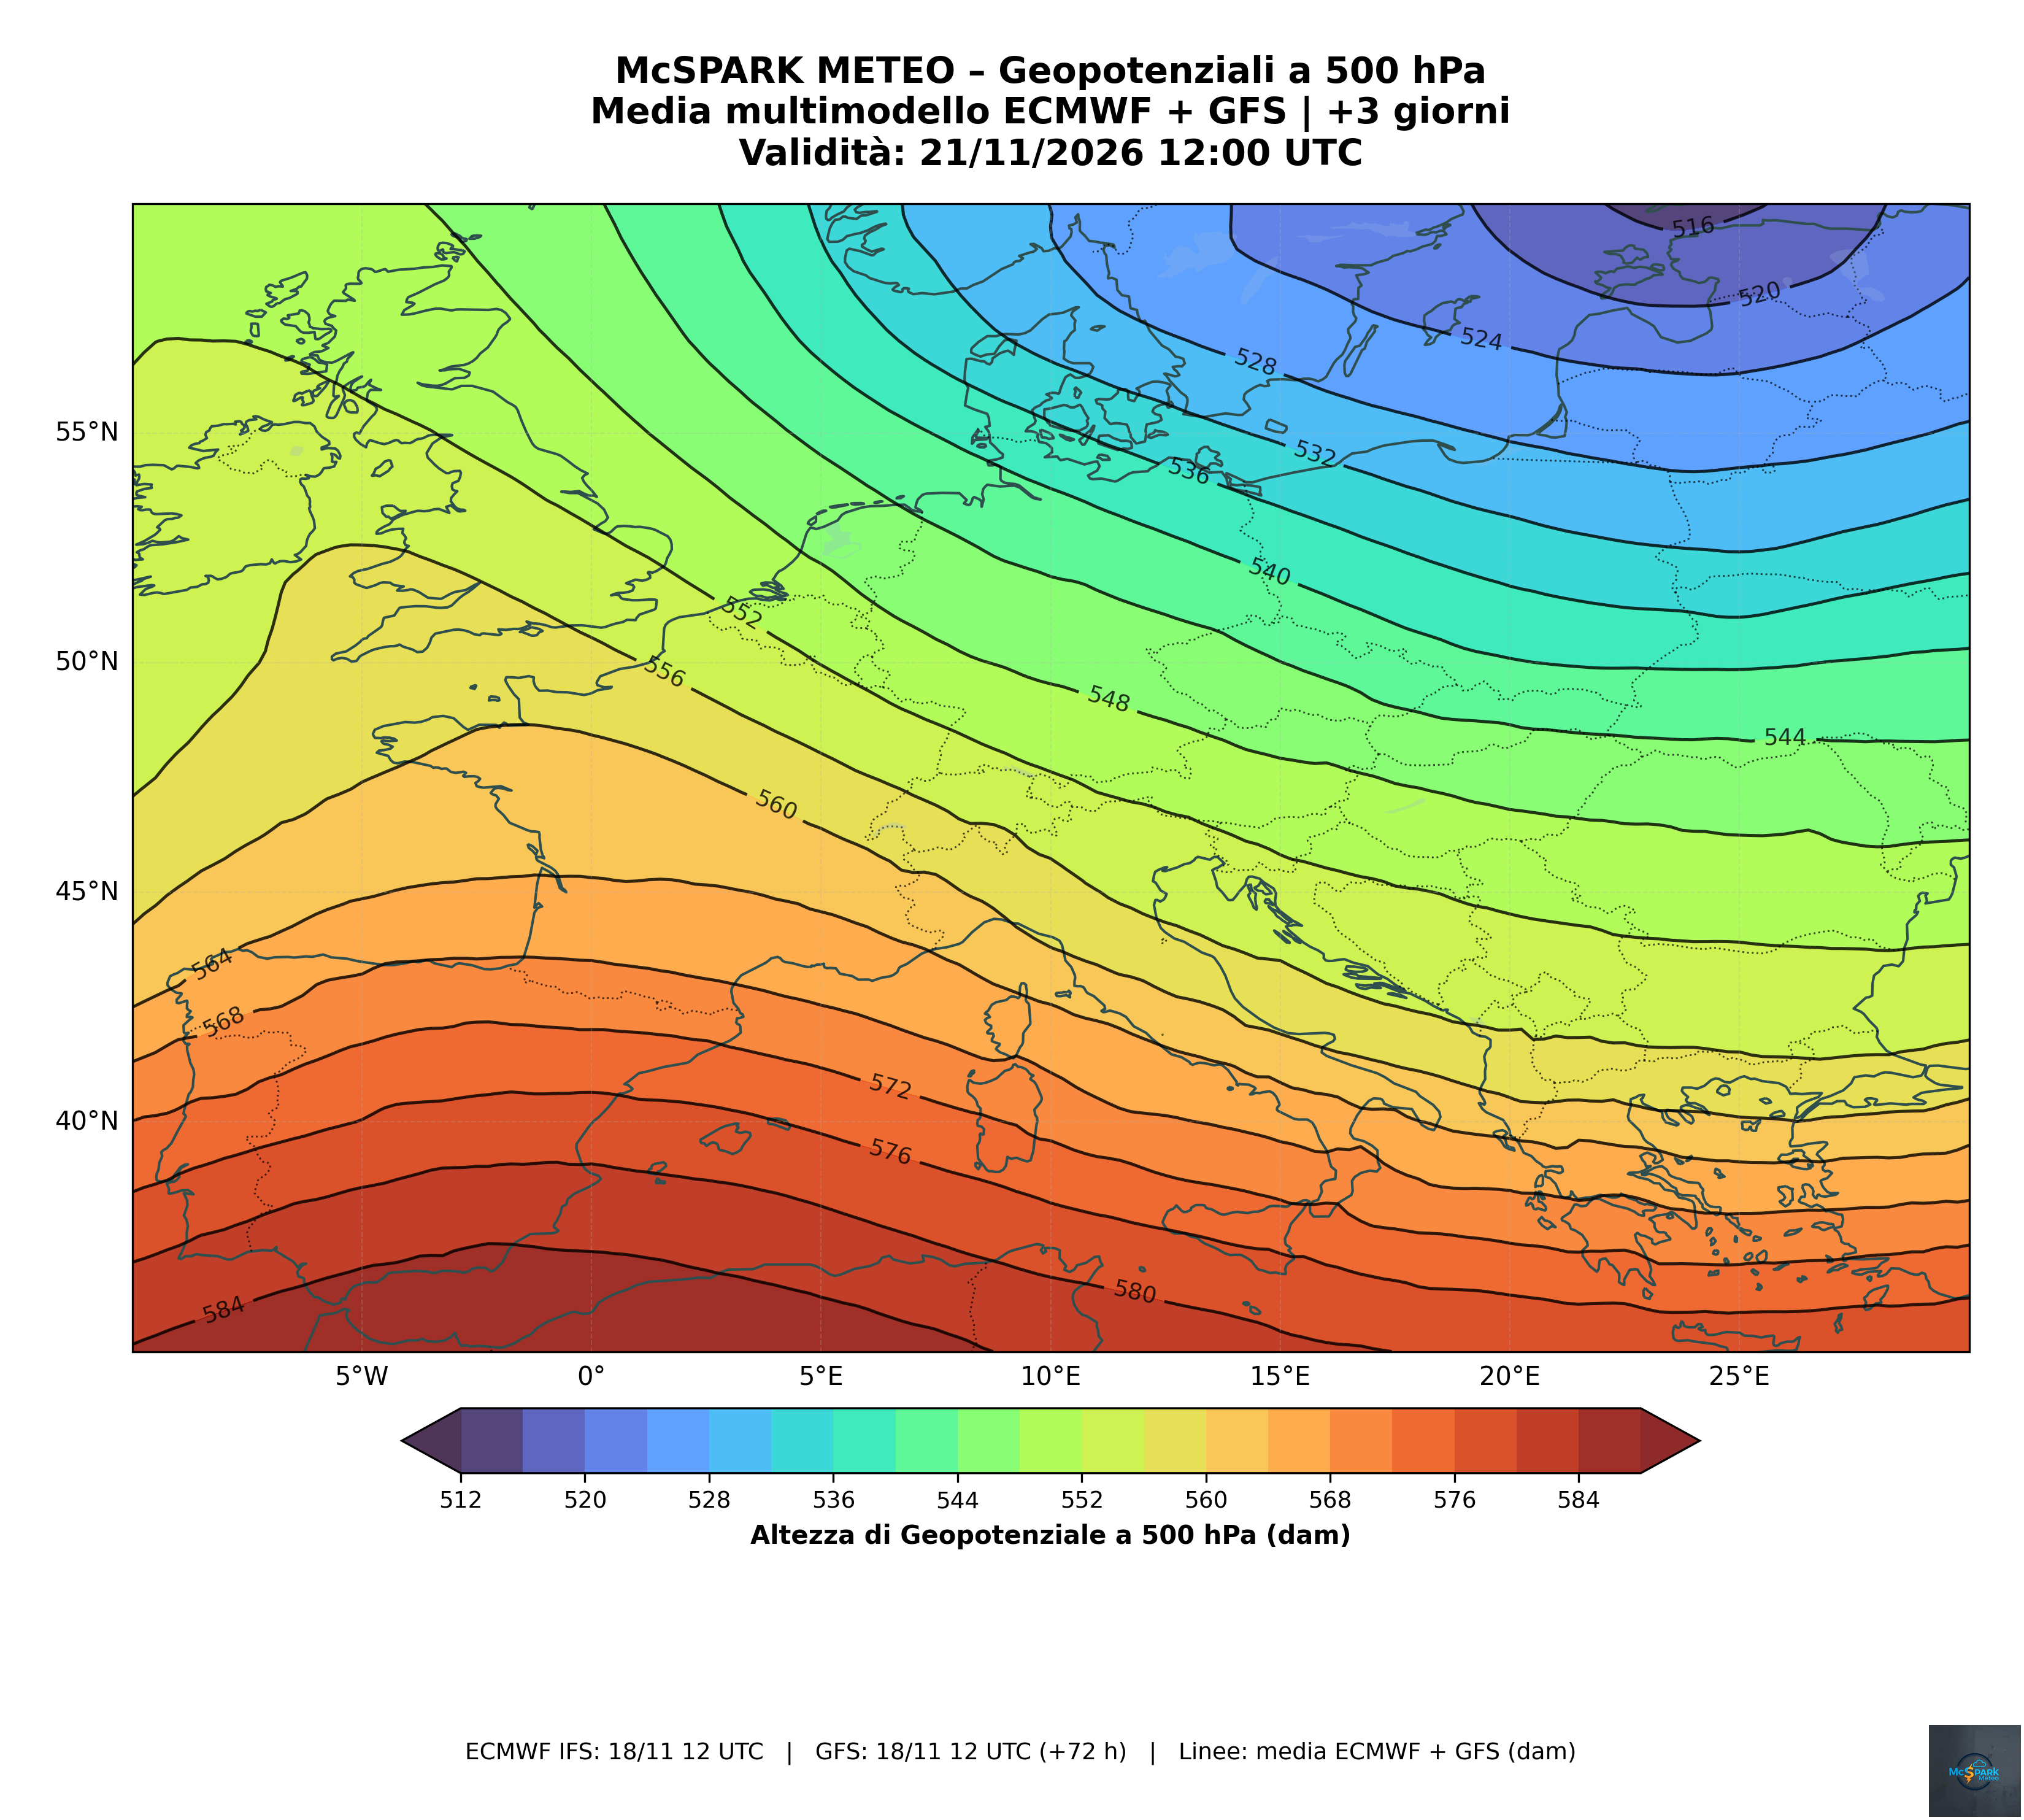 McSPARK METEO – Geopotenziali a 500 hPa
Media multimodello ECMWF + GFS | +3 giorni
Validità: 21/11/2026 12:00 UTC
516
520
524
528
55°N
532
536
540
552
50°N
556
548
544
560
45°N
564
568
572
40°N
576
580
584
5°W 0° 5°E 10°E 15°E 20°E 25°E
512 520 528 536 544 552 560 568 576 584
Altezza di Geopotenziale a 500 hPa (dam)
ECMWF IFS: 18/11 12 UTC | GFS: 18/11 12 UTC (+72 h) | Linee: media ECMWF + GFS (dam)
McSPARK
Meteo